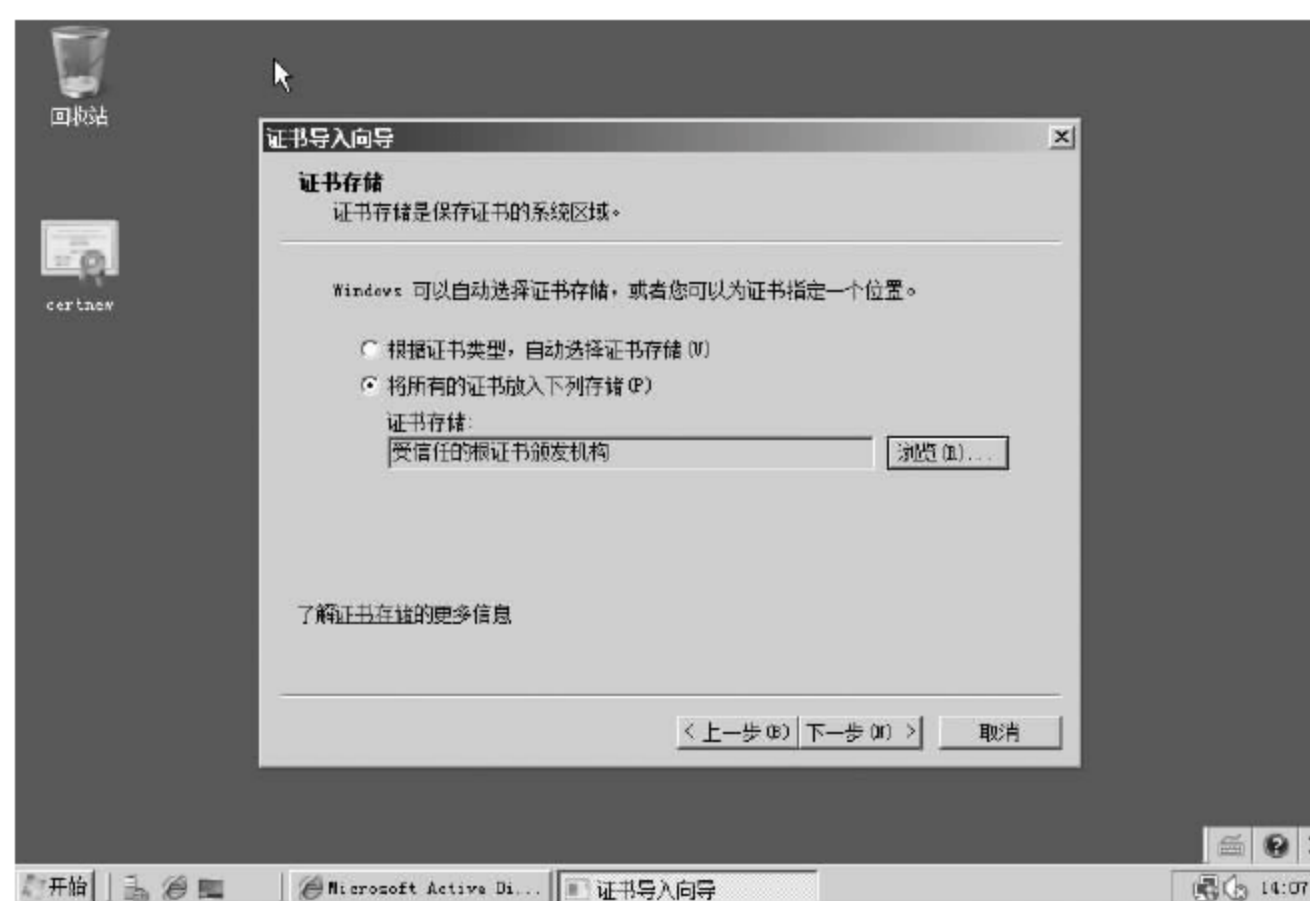 回收站
certnew
证书导入向导
证书存储
证书存储是保存证书的系统区域。
Windows 可以自动选择证书存储，或者您可以为证书指定一个位置。
根据证书类型，自动选择证书存储(U)
将所有的证书放入下列存储(P)
证书存储:
受信任的根证书颁发机构
浏览(R)...
了解证书存储的更多信息
< 上一步(B)
下一步(N) >
取消
开始
Microsoft Active Di...
证书导入向导
14:07